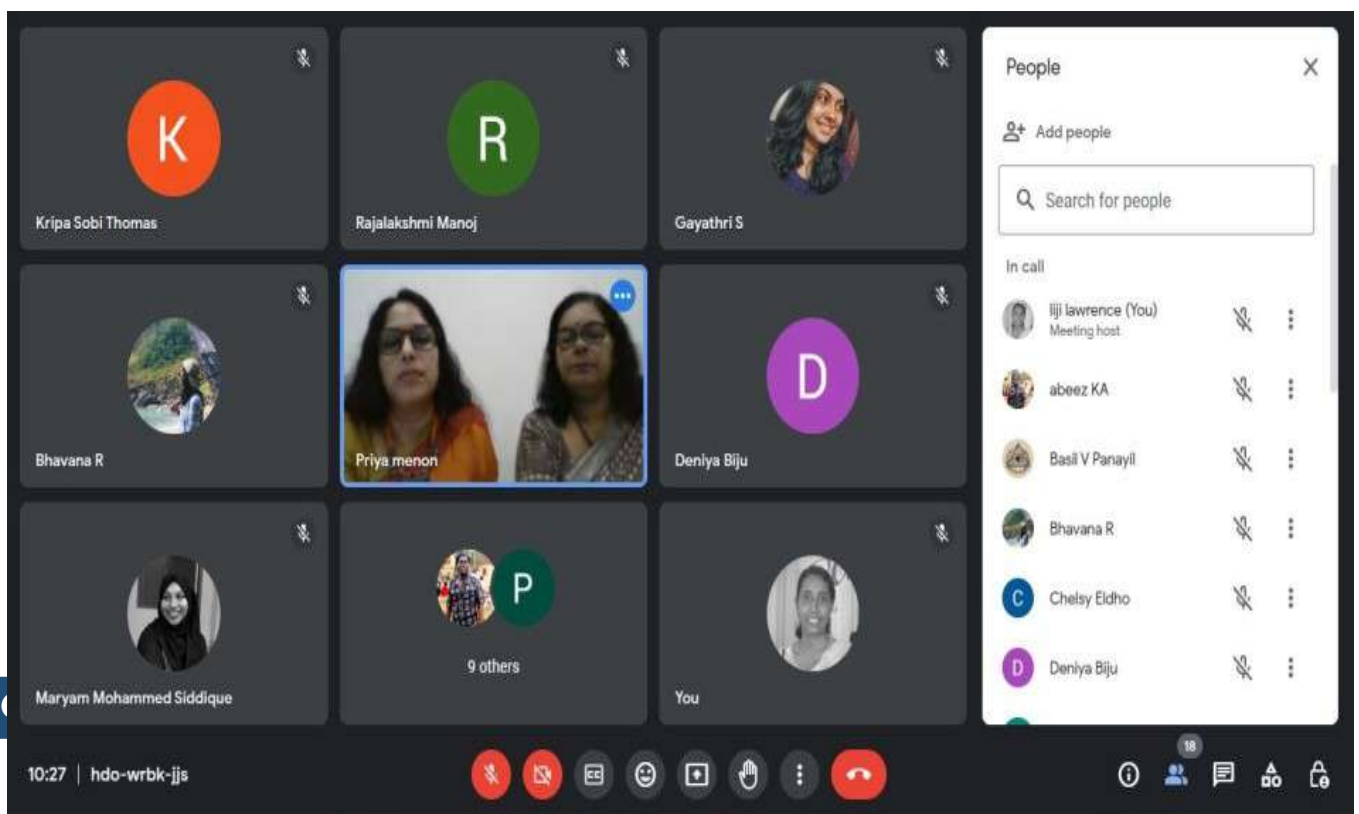 K
R
Kripa Sobi Thomas
Rajalakshmi Manoj
Gayathri S
Bhavana R
Priya menon
D
Deniya Biju
Maryam Mohammed Siddique
P
9 others
You
People
Add people
Search for people
In call
liji lawrence (You)
Meeting host
abeez KA
Basil V Panayil
Bhavana R
C
Chelsy Eldho
D
Deniya Biju
10:27 | hdo-wrbk-jjs
CC
18